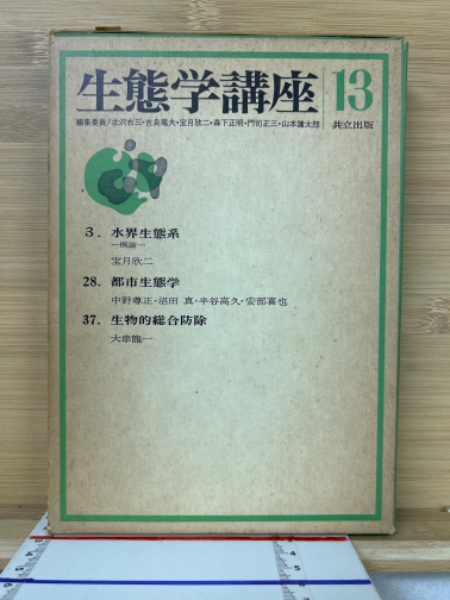 生態学講座 13
編集委員/北沢右三・吉良竜夫・宝月欣二・森下正明・門司正三・山本護太郎 共立出版
3. 水界生態系
―概論―
宝月欣二
28. 都市生態学
中野尊正・沼田 真・半谷高久・安部喜也
37. 生物的総合防除
大串龍一